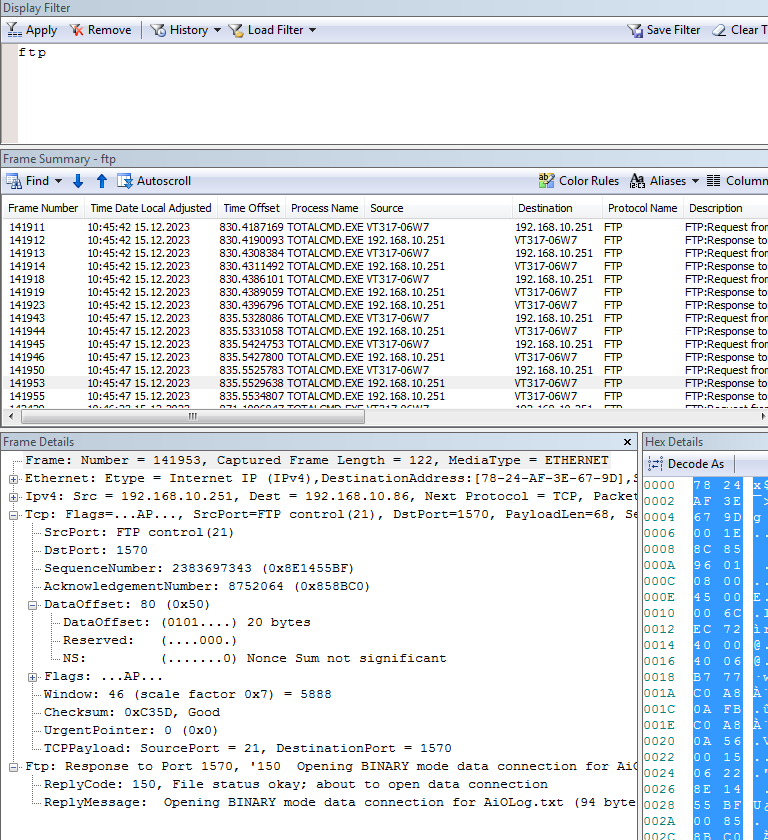 Display Filter
Apply Remove History Load Filter Save Filter Clear T
ftp
Frame Summary - ftp
Find Autoscroll Color Rules Aliases Column
Frame Number Time Date Local Adjusted Time Offset Process Name Source Destination Protocol Name Description
141911 10:45:42 15.12.2023 830.4187169 TOTALCMD.EXE VT317-06W7 192.168.10.251 FTP FTP:Request from
141912 10:45:42 15.12.2023 830.4190093 TOTALCMD.EXE 192.168.10.251 VT317-06W7 FTP FTP:Response to
141913 10:45:42 15.12.2023 830.4308384 TOTALCMD.EXE VT317-06W7 192.168.10.251 FTP FTP:Request from
141914 10:45:42 15.12.2023 830.4311492 TOTALCMD.EXE 192.168.10.251 VT317-06W7 FTP FTP:Response to
141918 10:45:42 15.12.2023 830.4386101 TOTALCMD.EXE VT317-06W7 192.168.10.251 FTP FTP:Request from
141919 10:45:42 15.12.2023 830.4389059 TOTALCMD.EXE 192.168.10.251 VT317-06W7 FTP FTP:Response to
141923 10:45:42 15.12.2023 830.4396796 TOTALCMD.EXE 192.168.10.251 VT317-06W7 FTP FTP:Response to
141943 10:45:47 15.12.2023 835.5328086 TOTALCMD.EXE VT317-06W7 192.168.10.251 FTP FTP:Request from
141944 10:45:47 15.12.2023 835.5331058 TOTALCMD.EXE 192.168.10.251 VT317-06W7 FTP FTP:Response to
141945 10:45:47 15.12.2023 835.5424753 TOTALCMD.EXE VT317-06W7 192.168.10.251 FTP FTP:Request from
141946 10:45:47 15.12.2023 835.5427800 TOTALCMD.EXE 192.168.10.251 VT317-06W7 FTP FTP:Response to
141950 10:45:47 15.12.2023 835.5525783 TOTALCMD.EXE VT317-06W7 192.168.10.251 FTP FTP:Request from
141953 10:45:47 15.12.2023 835.5529638 TOTALCMD.EXE 192.168.10.251 VT317-06W7 FTP FTP:Response to
141955 10:45:47 15.12.2023 835.5534807 TOTALCMD.EXE 192.168.10.251 VT317-06W7 FTP FTP:Response to
Frame Details
Frame: Number = 141953, Captured Frame Length = 122, MediaType = ETHERNET
Ethernet: Etype = Internet IP (IPv4),DestinationAddress:[78-24-AF-3E-67-9D],S
Ipv4: Src = 192.168.10.251, Dest = 192.168.10.86, Next Protocol = TCP, Packet
Tcp: Flags=...AP..., SrcPort=FTP control(21), DstPort=1570, PayloadLen=68, Se
SrcPort: FTP control(21)
DstPort: 1570
SequenceNumber: 2383697343 (0x8E1455BF)
AcknowledgementNumber: 8752064 (0x858BC0)
DataOffset: 80 (0x50)
DataOffset: (0101....) 20 bytes
Reserved: (....000.)
NS: (.......0) Nonce Sum not significant
Flags: ...AP...
Window: 46 (scale factor 0x7) = 5888
Checksum: 0xC35D, Good
UrgentPointer: 0 (0x0)
TCPPayload: SourcePort = 21, DestinationPort = 1570
Ftp: Response to Port 1570, '150 Opening BINARY mode data connection for AiO
ReplyCode: 150, File status okay; about to open data connection
ReplyMessage: Opening BINARY mode data connection for AiOLog.txt (94 byte
Hex Details
Decode As
0000 78 24 x$
0002 AF 3E ¯>
0004 67 9D g
0006 00 1E ..
0008 8C 85
000A 96 01
000C 08 00 ..
000E 45 00 E.
0010 00 6C .l
0012 EC 72 ìr
0014 40 00 @.
0016 40 06 @.
0018 B7 77 ·w
001A C0 A8 À¨
001C 0A FB .û
001E C0 A8 À¨
0020 0A 56 .V
0022 00 15 ..
0024 06 22 ."
0026 8E 14
0028 55 BF U¿
002A 00 85
002C 8B C0